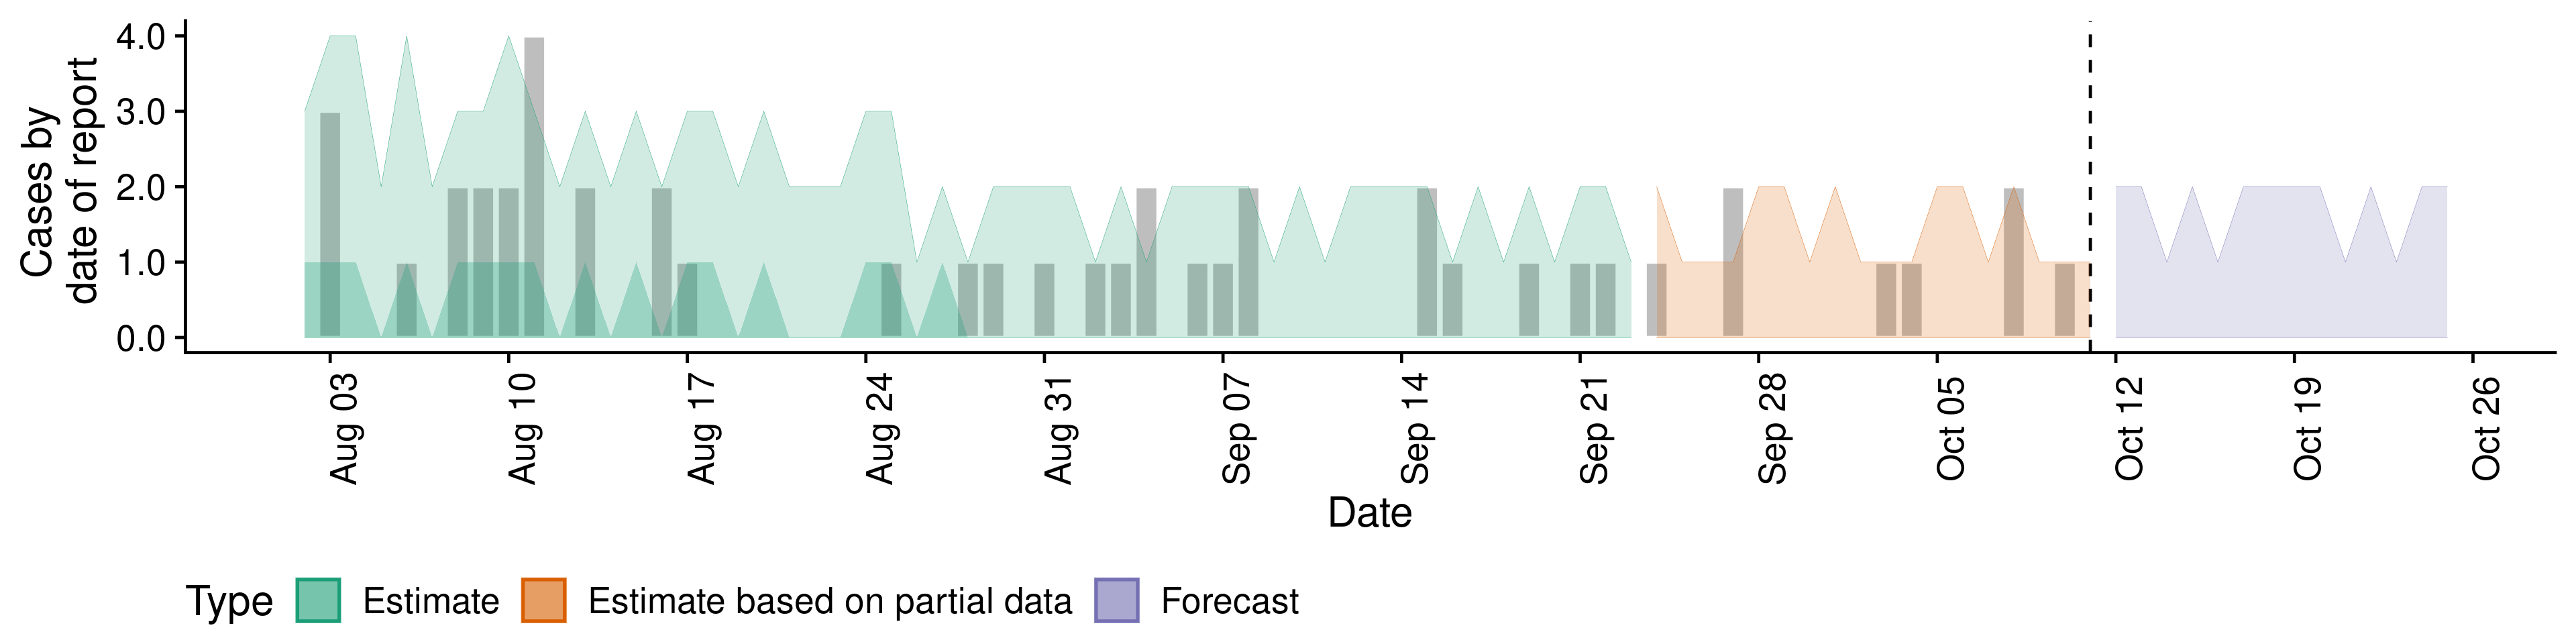 Cases by
date of report
4.0
3.0
2.0
1.0
0.0
Aug 03
Aug 10
Aug 17
Aug 24
Aug 31
Sep 07
Sep 14
Sep 21
Sep 28
Oct 05
Oct 12
Oct 19
Oct 26
Date
Type Estimate Estimate based on partial data Forecast